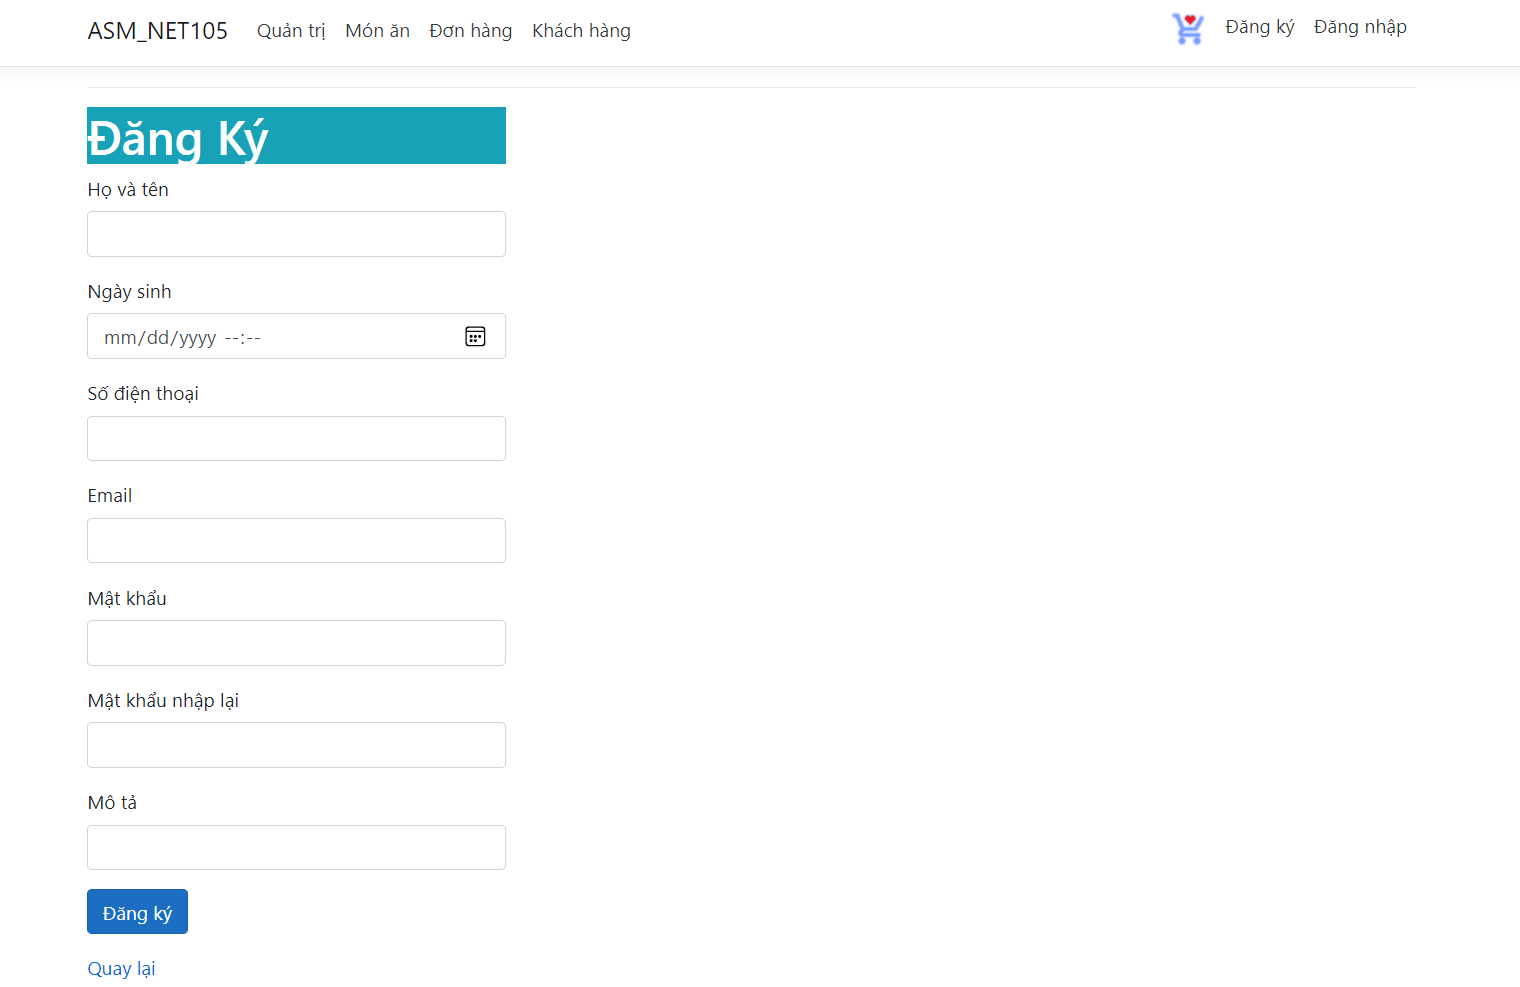 ASM_NET105 Quản trị Món ăn Đơn hàng Khách hàng Đăng ký Đăng nhập
Đăng Ký
Họ và tên
Ngày sinh
mm/dd/yyyy --:--
Số điện thoại
Email
Mật khẩu
Mật khẩu nhập lại
Mô tả
Đăng ký
Quay lại